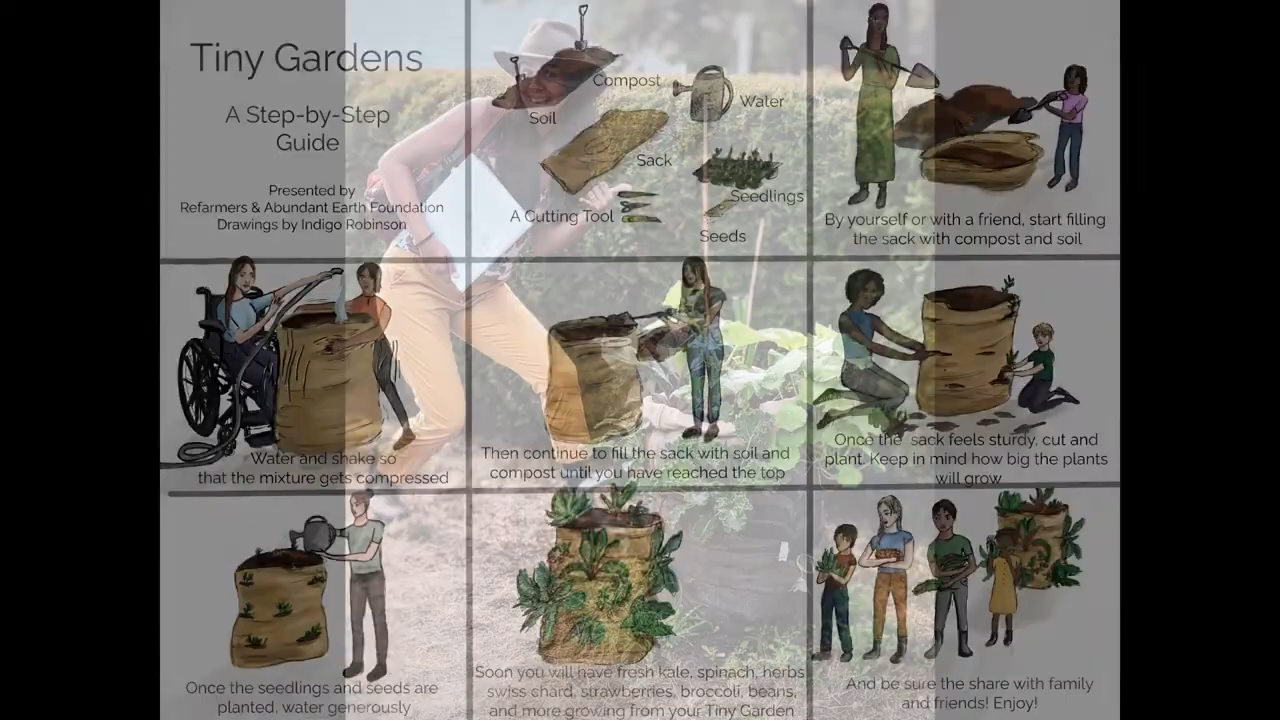 Tiny Gardens
A Step-by-Step
Guide
Presented by
Refarmers & Abundant Earth Foundation
Drawings by Indigo Robinson
Compost
Water
Soil
Sack
Seedlings
A Cutting Tool
Seeds
By yourself or with a friend, start filling
the sack with compost and soil
Water and shake so
that the mixture gets compressed
Then continue to fill the sack with soil and
compost until you have reached the top
Once the sack feels sturdy, cut and
plant. Keep in mind how big the plants
will grow
Once the seedlings and seeds are
planted, water generously
Soon you will have fresh kale, spinach, herbs
swiss chard, strawberries, broccoli, beans,
and more growing from your Tiny Garden
And be sure the share with family
and friends! Enjoy!